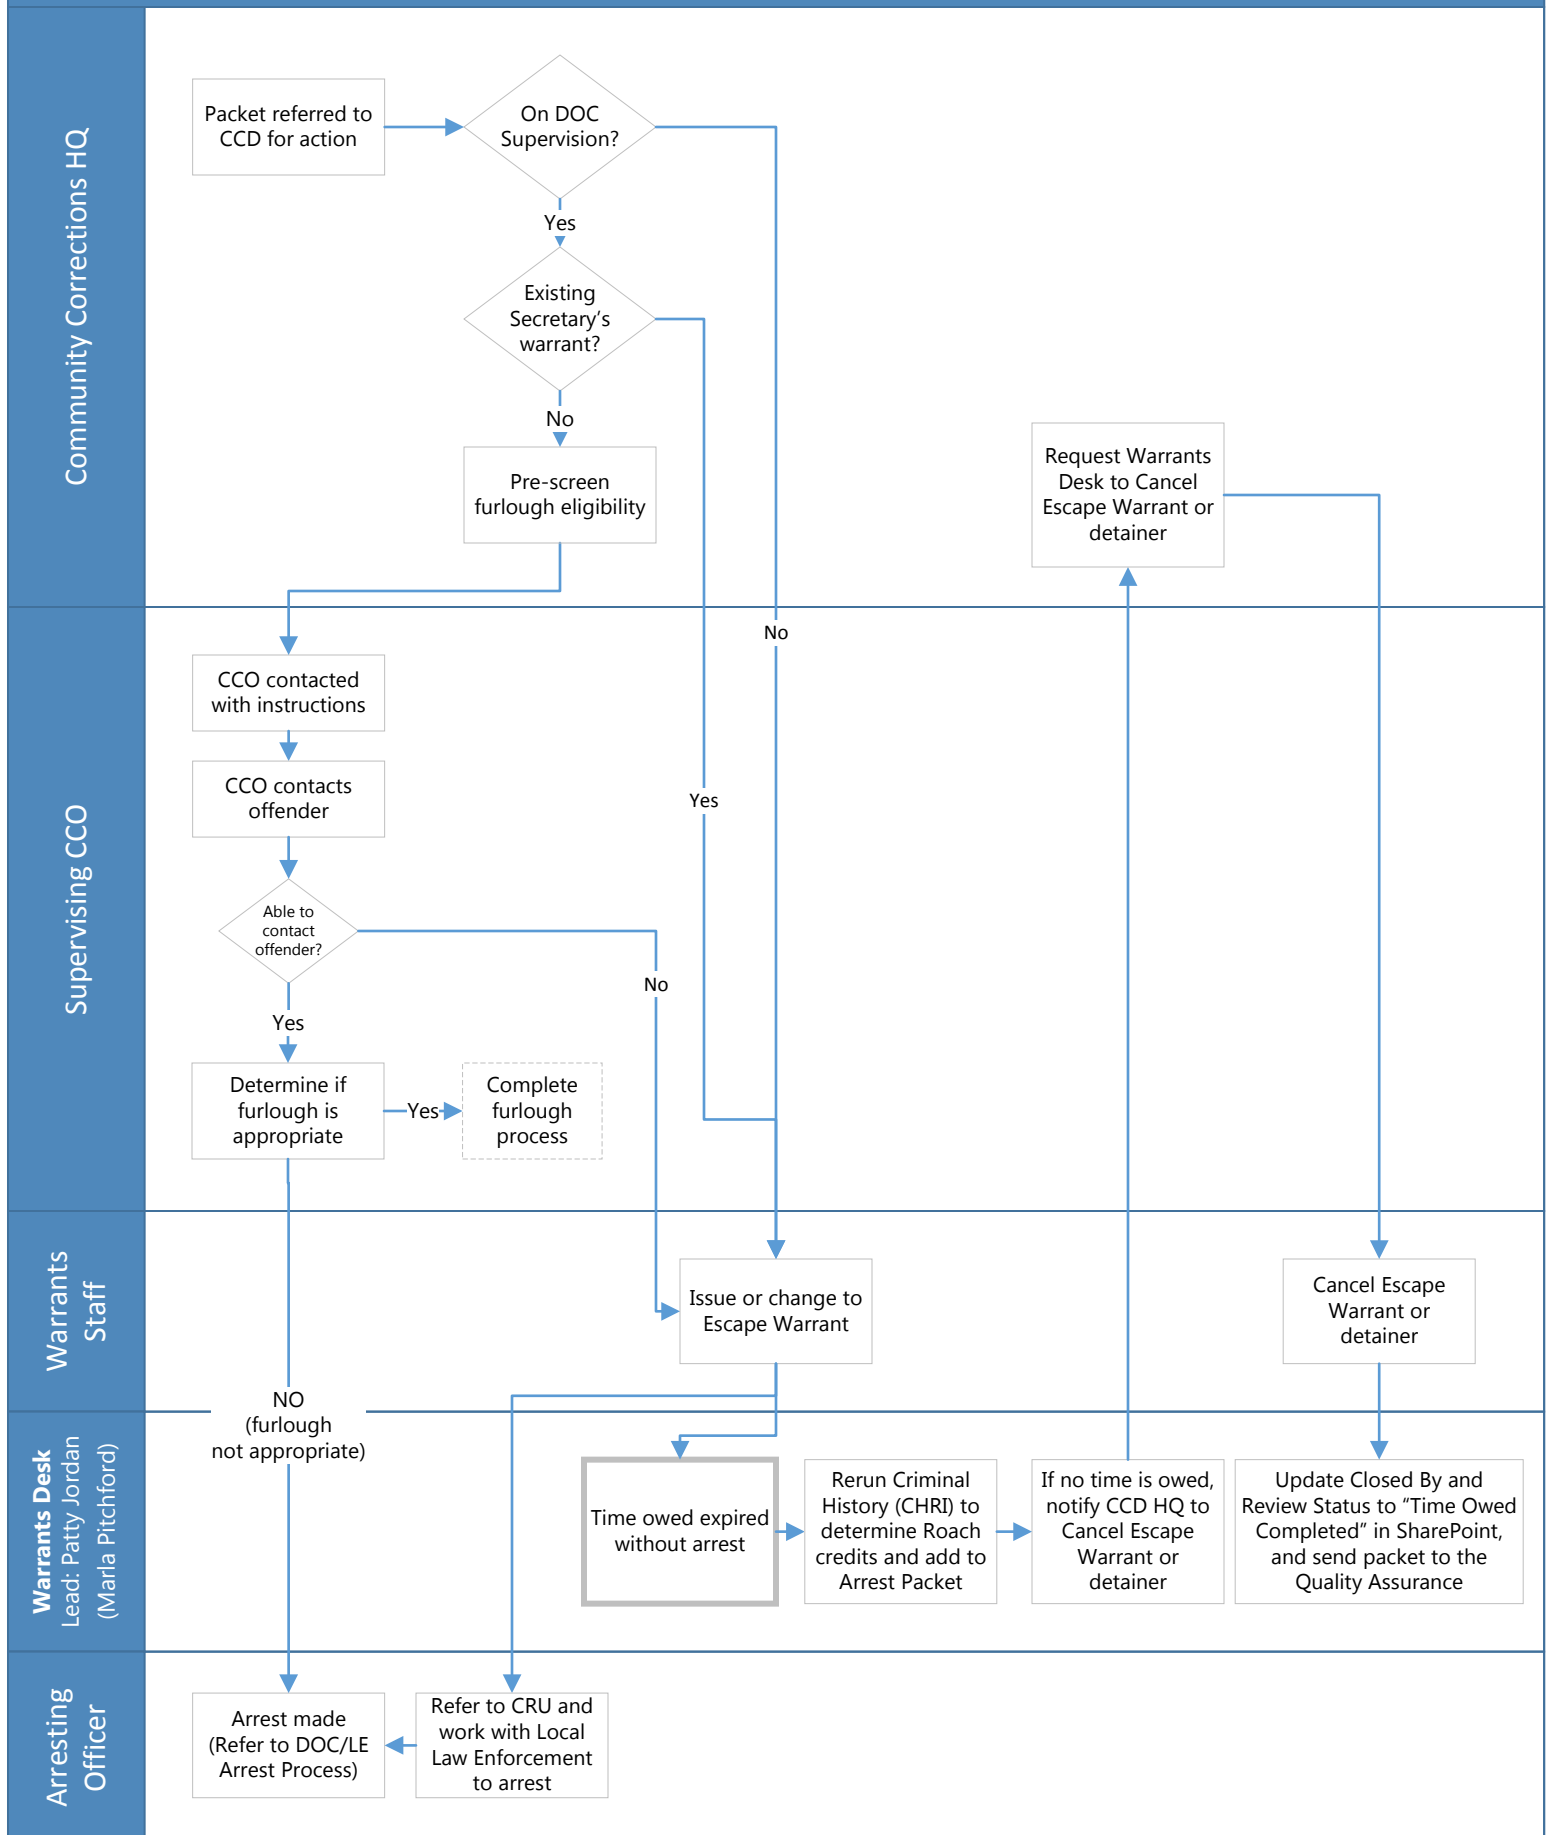 Community Corrections HQ
Packet referred to
CCD for action
On DOC
Supervision?
Yes
Existing
Secretary’s
warrant?
No
Pre-screen
furlough eligibility
Request Warrants
Desk to Cancel
Escape Warrant or
detainer
No
Supervising CCO
CCO contacted
with instructions
CCO contacts
offender
Yes
Able to
contact
offender?
No
Yes
Determine if
furlough is
appropriate
Yes
Complete
furlough
process
Warrants
Staff
Issue or change to
Escape Warrant
Cancel Escape
Warrant or
detainer
NO
(furlough
not appropriate)
Warrants Desk
Lead: Patty Jordan
(Marla Pitchford)
Time owed expired
without arrest
Rerun Criminal
History (CHRI) to
determine Roach
credits and add to
Arrest Packet
If no time is owed,
notify CCD HQ to
Cancel Escape
Warrant or
detainer
Update Closed By and
Review Status to “Time Owed
Completed” in SharePoint,
and send packet to the
Quality Assurance
Arresting
Officer
Arrest made
(Refer to DOC/LE
Arrest Process)
Refer to CRU and
work with Local
Law Enforcement
to arrest